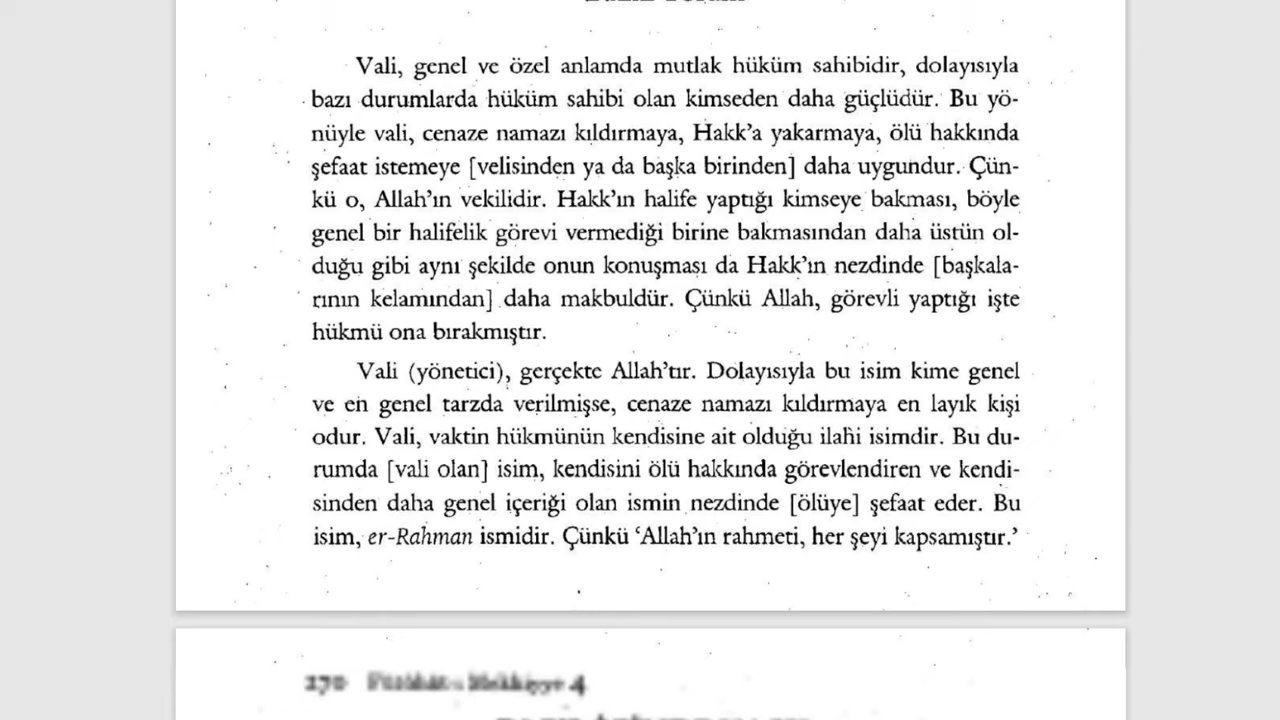 Vali, genel ve özel anlamda mutlak hüküm sahibidir, dolayısıyla
bazı durumlarda hüküm sahibi olan kimseden daha güçlüdür. Bu yö-
nüyle vali, cenaze namazı kıldırmaya, Hakk’a yakarmaya, ölü hakkında
şefaat istemeye [velisinden ya da başka birinden] daha uygundur. Çün-
kü o, Allah’ın vekilidir. Hakk’ın halife yaptığı kimseye bakması, böyle
genel bir halifelik görevi vermediği birine bakmasından daha üstün ol-
duğu gibi aynı şekilde onun konuşması da Hakk’ın nezdinde [başkala-
rının kelamından] daha makbuldür. Çünkü Allah, görevli yaptığı işte
hükmü ona bırakmıştır.
Vali (yönetici), gerçekte Allah’tır. Dolayısıyla bu isim kime genel
ve en genel tarzda verilmişse, cenaze namazı kıldırmaya en layık kişi
odur. Vali, vaktin hükmünün kendisine ait olduğu ilahi isimdir. Bu du-
rumda [vali olan] isim, kendisini ölü hakkında görevlendiren ve kendi-
sinden daha genel içeriği olan ismin nezdinde [ölüye] şefaat eder. Bu
isim, er-Rahman ismidir. Çünkü ‘Allah’ın rahmeti, her şeyi kapsamıştır.’
270 Fütûhât-ı Mekkiyye 4